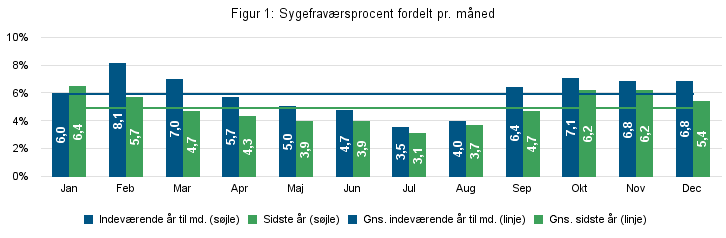 Figur 1: Sygefraværsprocent fordelt pr. måned
10%
8%
6%
4%
2%
0%
6,0 6,4 8,1 5,7 7,0 4,7 5,7 4,3 5,0 3,9 4,7 3,9 3,5 3,1 4,0 3,7 6,4 4,7 7,1 6,2 6,8 6,2 6,8 5,4
Jan Feb Mar Apr Maj Jun Jul Aug Sep Okt Nov Dec
Indeværende år til md. (søjle) Sidste år (søjle) Gns. indeværende år til md. (linje) Gns. sidste år (linje)